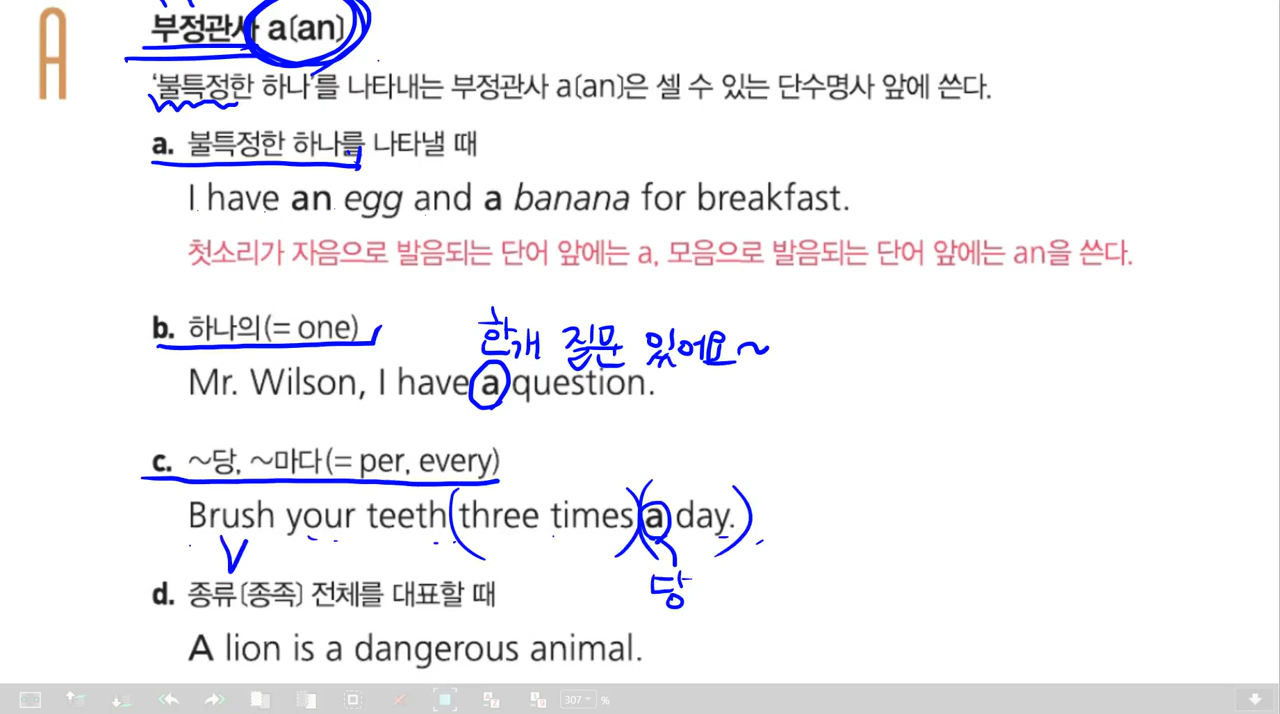 A
부정관사 a(an)
'불특정한 하나'를 나타내는 부정관사 a(an)은 셀 수 있는 단수명사 앞에 쓴다.
a. 불특정한 하나를 나타낼 때
I have an egg and a banana for breakfast.
첫소리가 자음으로 발음되는 단어 앞에는 a, 모음으로 발음되는 단어 앞에는 an을 쓴다.
b. 하나의(= one)
한개 질문 있어요~
Mr. Wilson, I have a question.
c. ~당, ~마다(= per, every)
Brush your teeth (three times) (a day.)
V
당
d. 종류(종족) 전체를 대표할 때
A lion is a dangerous animal.
307 %